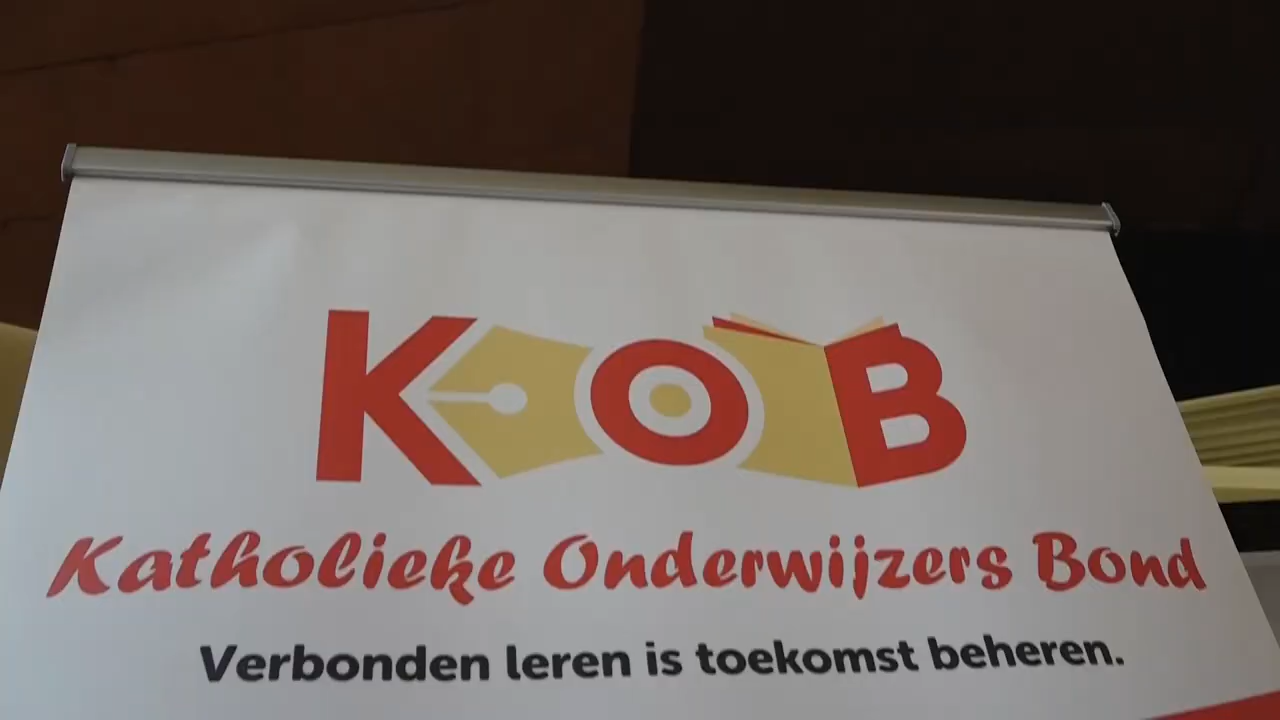 KOB
Katholieke Onderwijzers Bond
Verbonden leren is toekomst beheren.